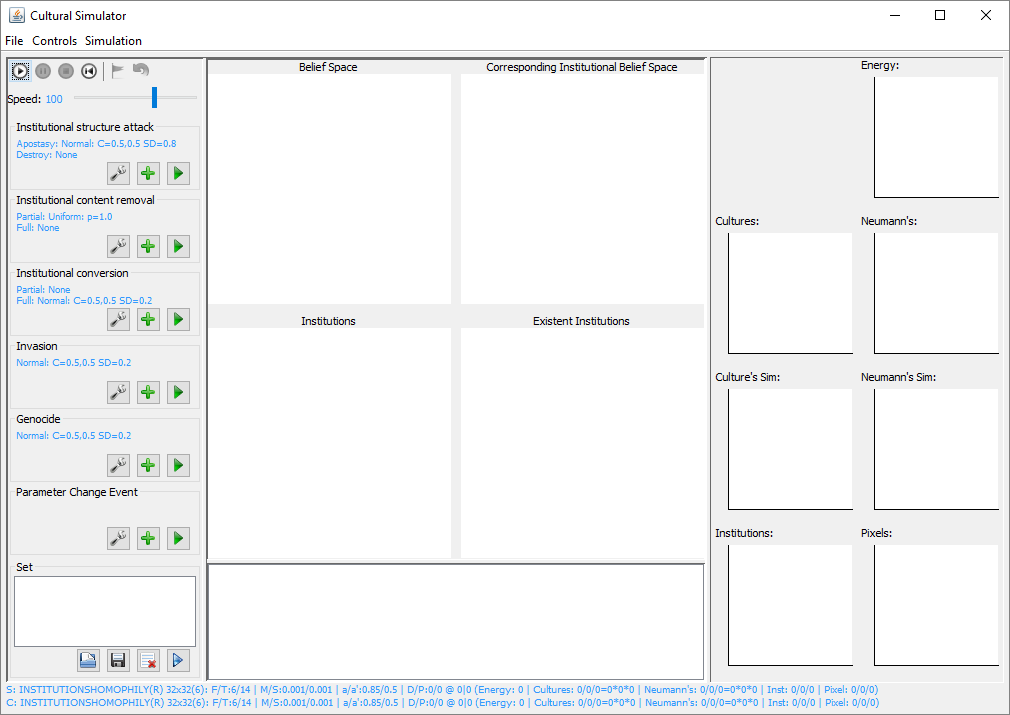 Cultural Simulator
File Controls Simulation
Speed: 100
Institutional structure attack
Apostasy: Normal: C=0.5,0.5 SD=0.8
Destroy: None
Institutional content removal
Partial: Uniform: p=1.0
Full: None
Institutional conversion
Partial: None
Full: Normal: C=0.5,0.5 SD=0.2
Invasion
Normal: C=0.5,0.5 SD=0.2
Genocide
Normal: C=0.5,0.5 SD=0.2
Parameter Change Event
Set
Belief Space
Corresponding Institutional Belief Space
Institutions
Existent Institutions
Energy:
Cultures:
Neumann's:
Culture's Sim:
Neumann's Sim:
Institutions:
Pixels:
S: INSTITUTIONSHOMOPHILY(R) 32x32(6): F/T:6/14 | M/S:0.001/0.001 | a/a':0.85/0.5 | D/P:0/0 @ 0|0 (Energy: 0 | Cultures: 0/0/0=0*0*0 | Neumann's: 0/0/0=0*0*0 | Inst: 0/0/0 | Pixel: 0/0/0)
C: INSTITUTIONSHOMOPHILY(R) 32x32(6): F/T:6/14 | M/S:0.001/0.001 | a/a':0.85/0.5 | D/P:0/0 @ 0|0 (Energy: 0 | Cultures: 0/0/0=0*0*0 | Neumann's: 0/0/0=0*0*0 | Inst: 0/0/0 | Pixel: 0/0/0)